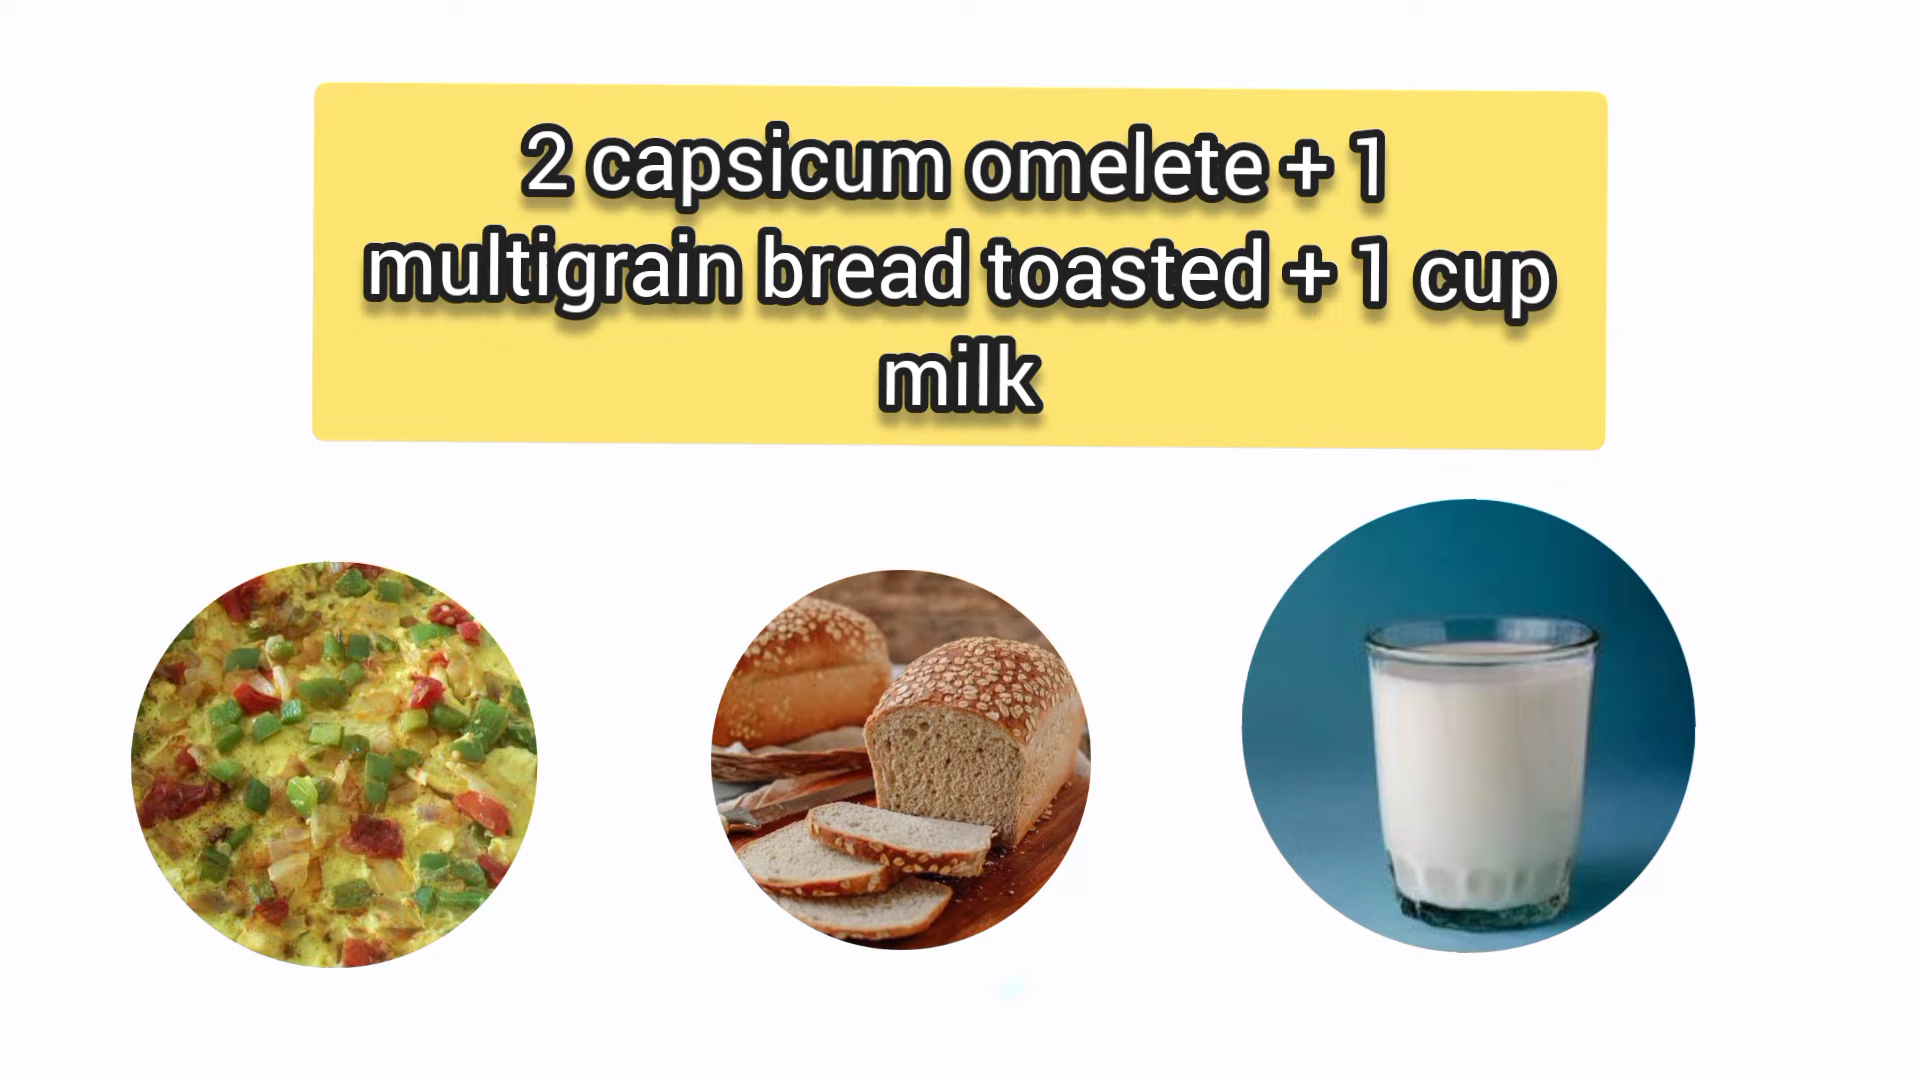 2 capsicum omelete + 1
multigrain bread toasted + 1 cup
milk